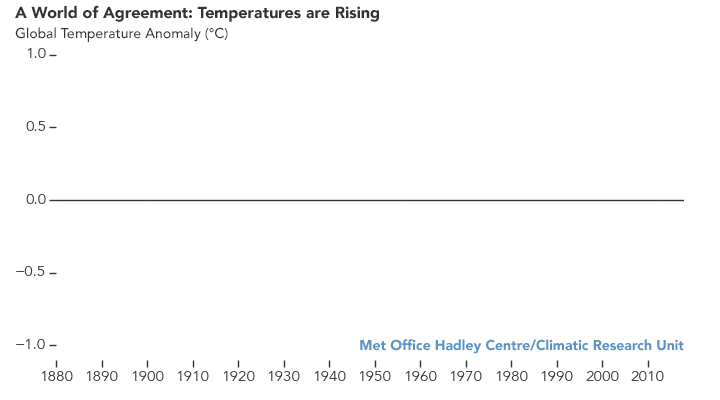 A World of Agreement: Temperatures are Rising
Global Temperature Anomaly (°C)
1.0
0.5
0.0
−0.5
−1.0
Met Office Hadley Centre/Climatic Research Unit
1880 1890 1900 1910 1920 1930 1940 1950 1960 1970 1980 1990 2000 2010